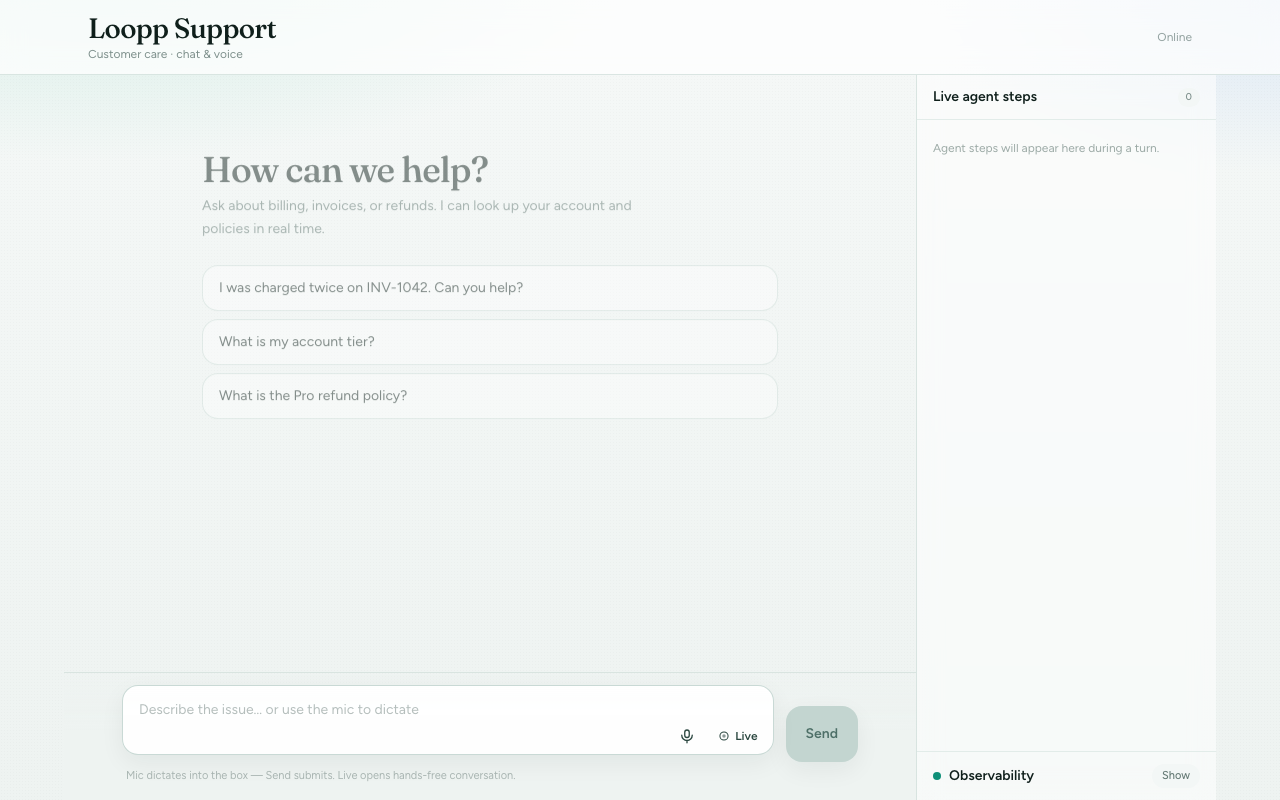 Loopp Support
Customer care · chat & voice
Online
How can we help?
Ask about billing, invoices, or refunds. I can look up your account and
policies in real time.
I was charged twice on INV-1042. Can you help?
What is my account tier?
What is the Pro refund policy?
Describe the issue… or use the mic to dictate
Live
Send
Mic dictates into the box — Send submits. Live opens hands-free conversation.
Live agent steps
0
Agent steps will appear here during a turn.
Observability
Show